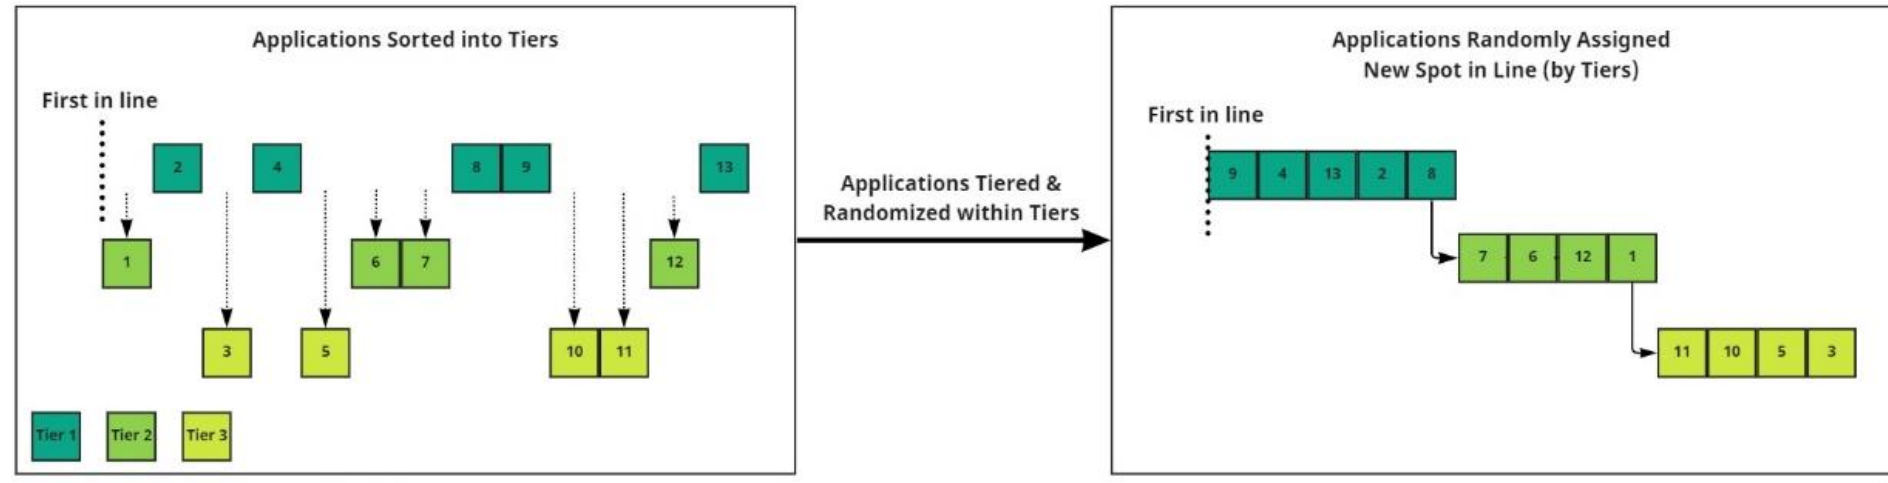 Applications Sorted into Tiers
First in line
2 4 8 9 13
1 6 7 12
3 5 10 11
Tier 1 Tier 2 Tier 3
Applications Tiered &
Randomized within Tiers
Applications Randomly Assigned
New Spot in Line (by Tiers)
First in line
9 4 13 2 8
7 6 12 1
11 10 5 3